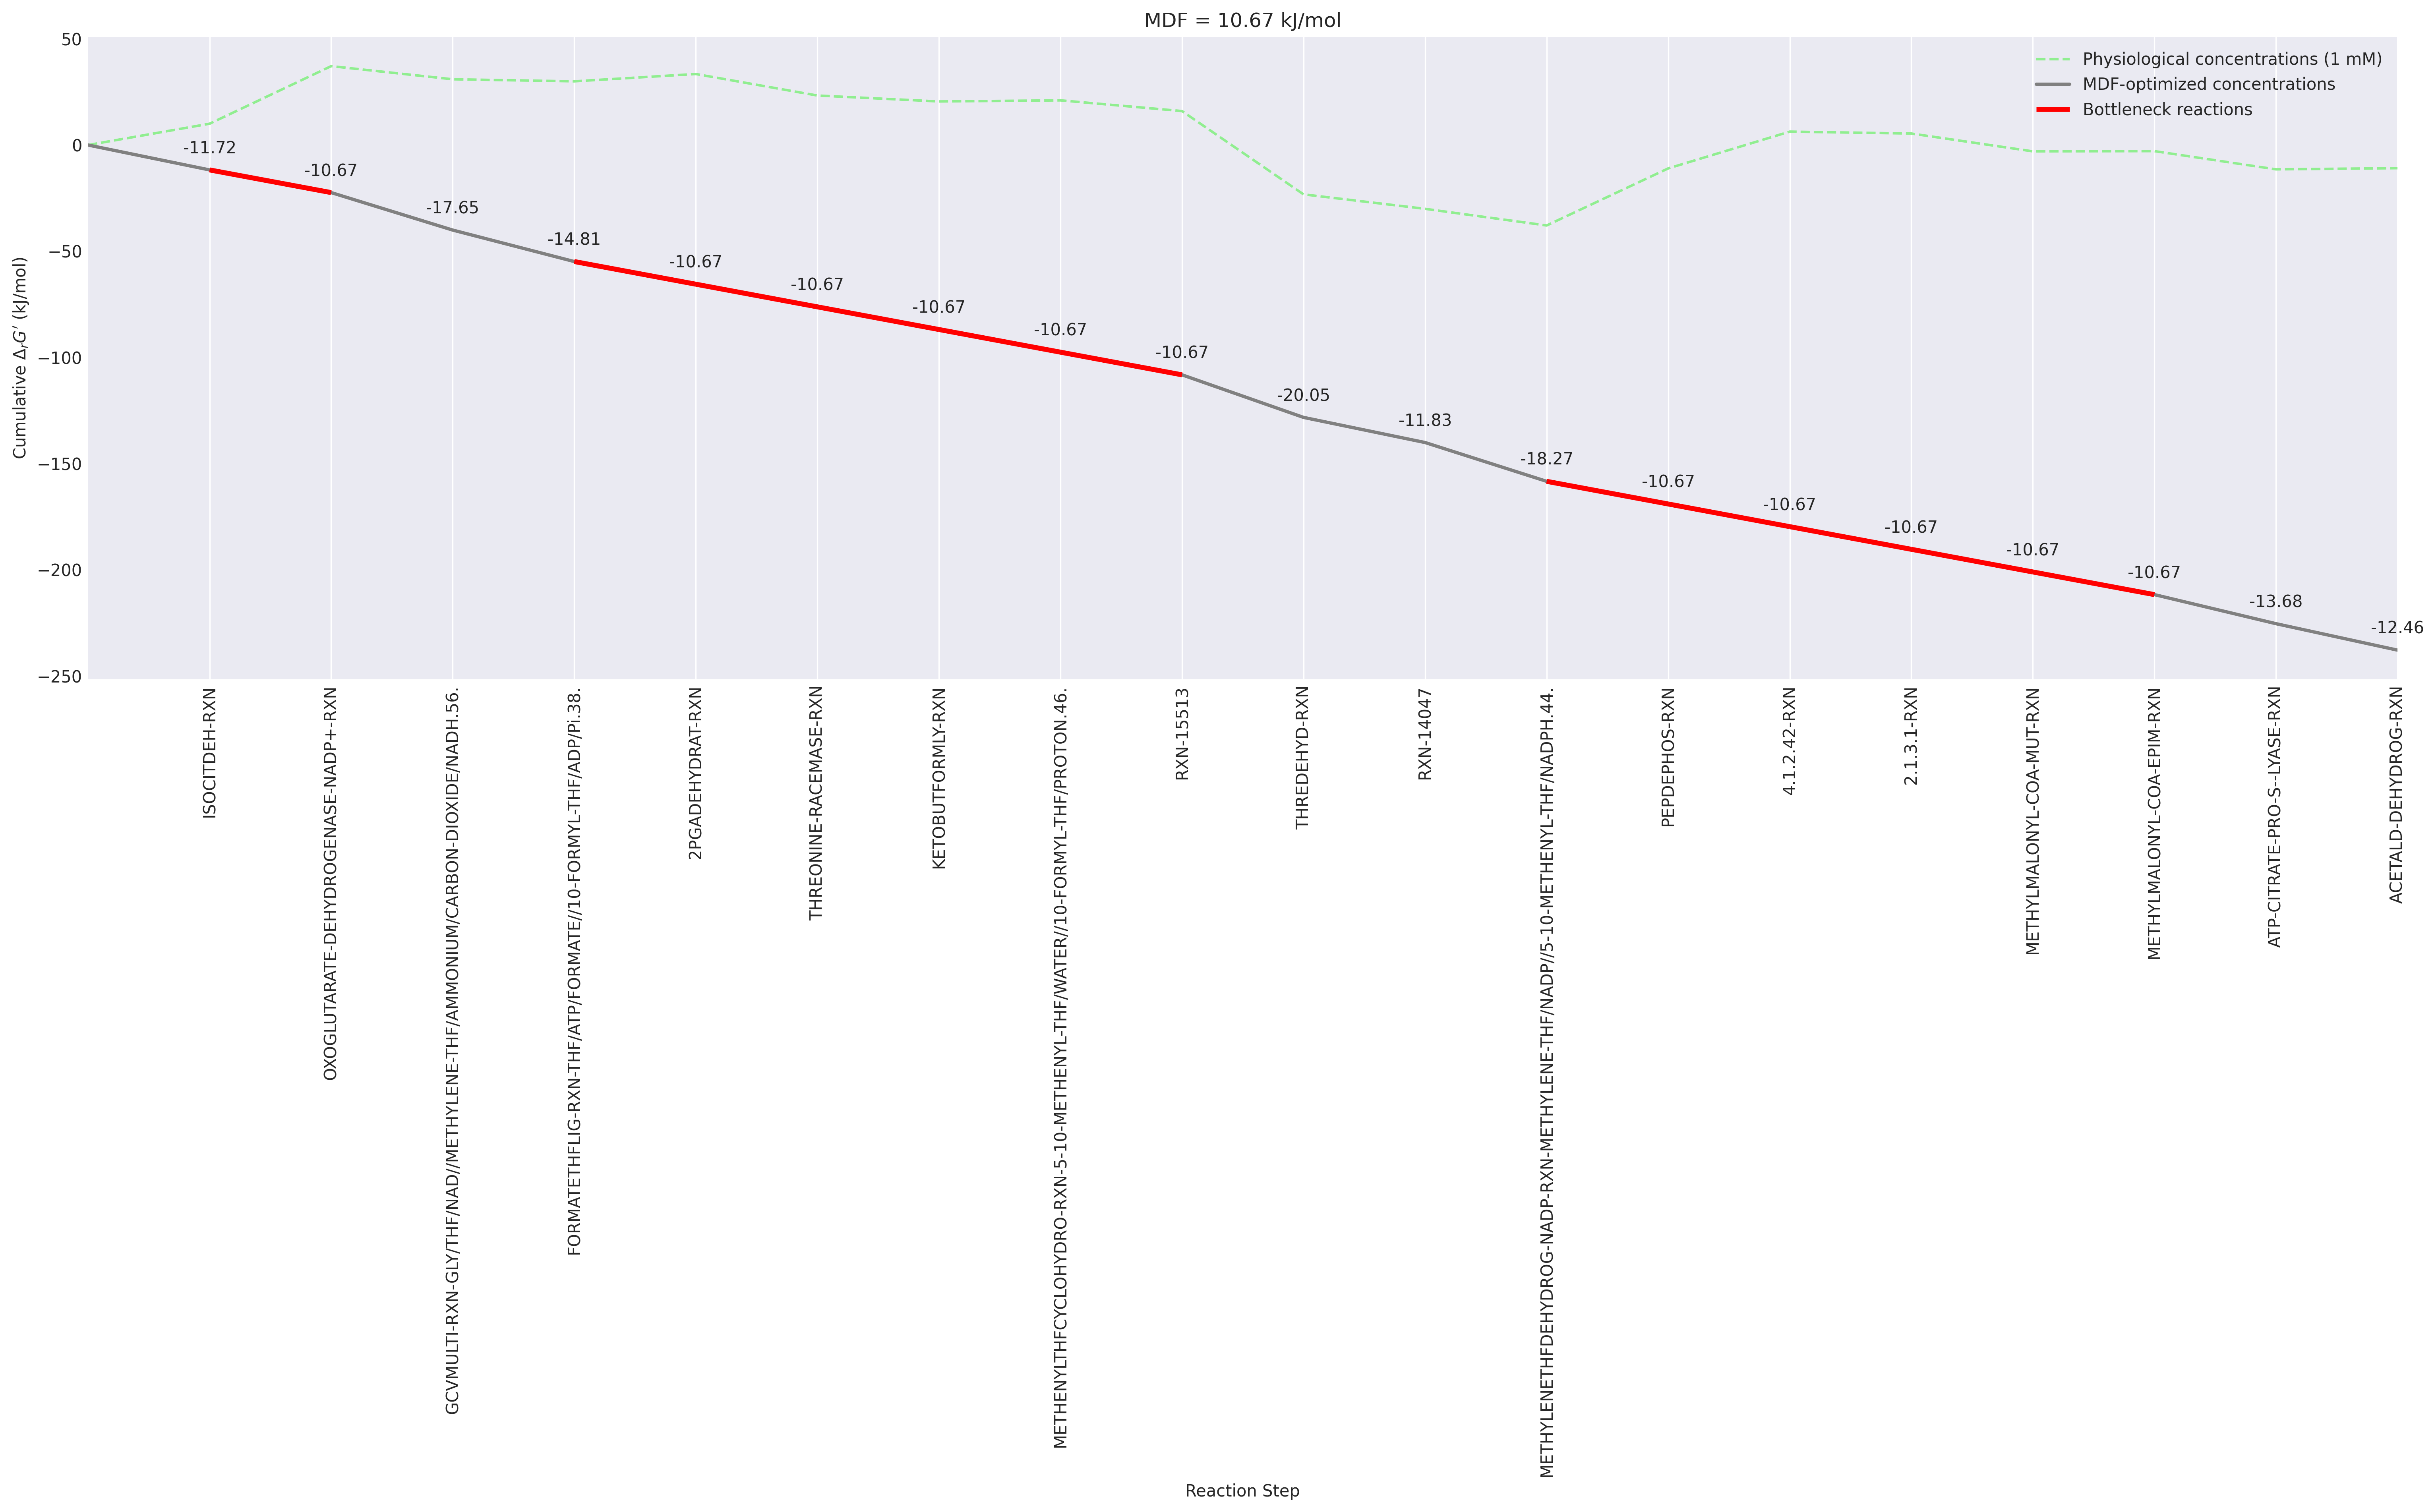 MDF = 10.67 kJ/mol
Physiological concentrations (1 mM)
MDF-optimized concentrations
Bottleneck reactions
Cumulative ΔrG′ (kJ/mol)
50
0
−50
−100
−150
−200
−250
-11.72
-10.67
-17.65
-14.81
-10.67
-10.67
-10.67
-10.67
-10.67
-20.05
-11.83
-18.27
-10.67
-10.67
-10.67
-10.67
-10.67
-13.68
-12.46
ISOCITDEH-RXN
OXOGLUTARATE-DEHYDROGENASE-NADP+-RXN
GCVMULTI-RXN-GLY/THF/NAD//METHYLENE-THF/AMMONIUM/CARBON-DIOXIDE/NADH.56.
FORMATETHFLIG-RXN-THF/ATP/FORMATE//10-FORMYL-THF/ADP/Pi.38.
2PGADEHYDRAT-RXN
THREONINE-RACEMASE-RXN
KETOBUTFORMLY-RXN
METHENYLTHFCYCLOHYDRO-RXN-5-10-METHENYL-THF/WATER//10-FORMYL-THF/PROTON.46.
RXN-15513
THREDEHYD-RXN
RXN-14047
METHYLENETHFDEHYDROG-NADP-RXN-METHYLENE-THF/NADP//5-10-METHENYL-THF/NADPH.44.
PEPDEPHOS-RXN
4.1.2.42-RXN
2.1.3.1-RXN
METHYLMALONYL-COA-MUT-RXN
METHYLMALONYL-COA-EPIM-RXN
ATP-CITRATE-PRO-S--LYASE-RXN
ACETALD-DEHYDROG-RXN
Reaction Step